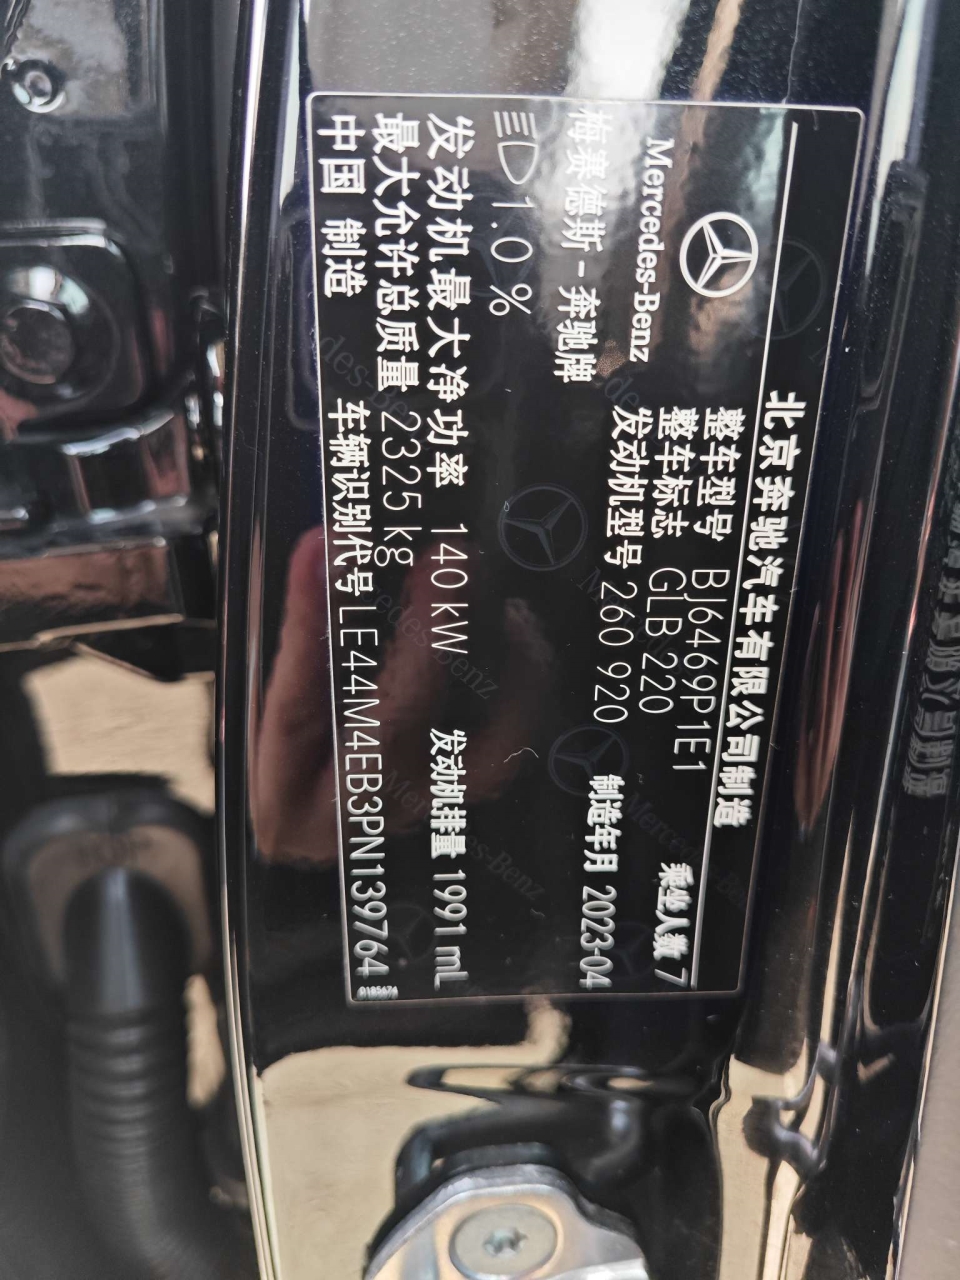 北京奔驰汽车有限公司制造
Mercedes-Benz
整车型号 BJ6469P1E1
乘坐人数 7
整车标志 GLB 220
发动机型号 260 920
制造年月 2023-04
梅赛德斯-奔驰牌
1.0%
发动机最大净功率 140 kW
发动机排量 1991 mL
最大允许总质量 2325 kg
中国 制造
车辆识别代号 LE44M4EB3PN139764
0185674